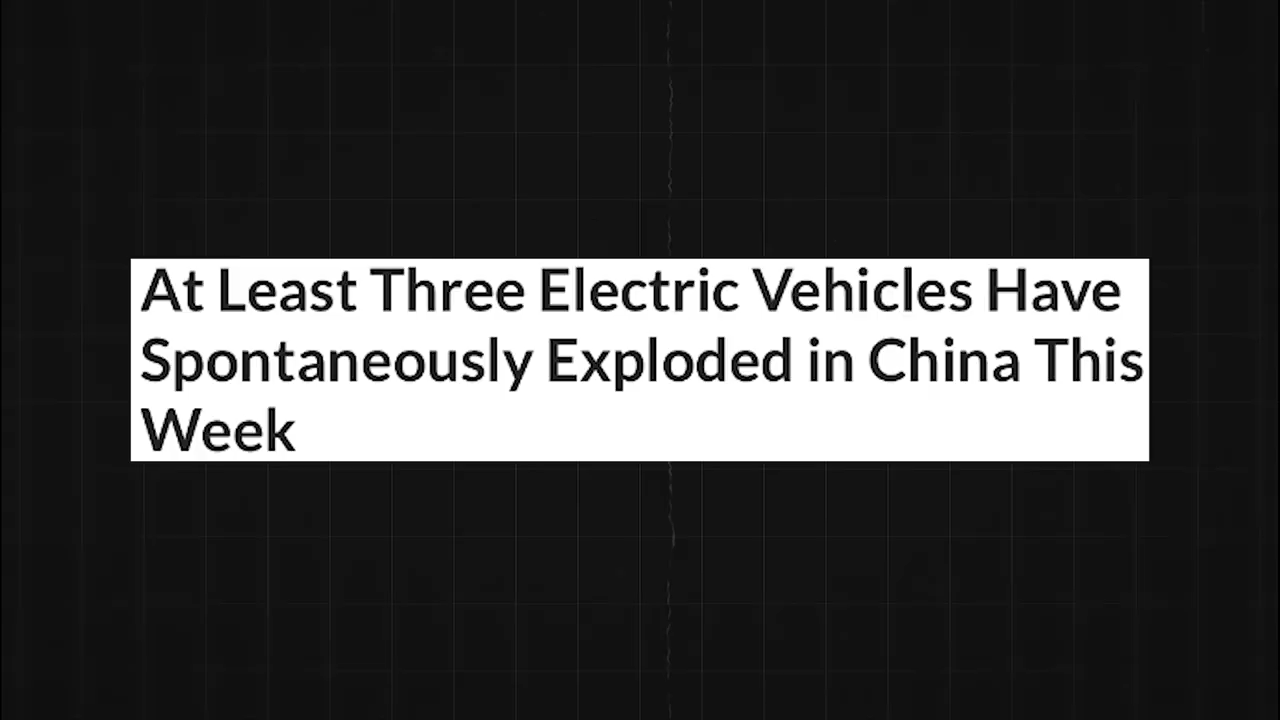 At Least Three Electric Vehicles Have
Spontaneously Exploded in China This
Week